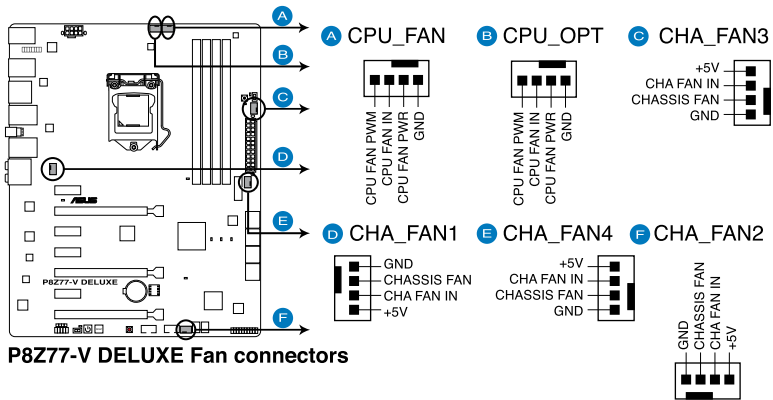 A
B
C
D
E
F
ASUS
P8Z77-V DELUXE
P8Z77-V DELUXE Fan connectors
A CPU_FAN
CPU FAN PWM
CPU FAN IN
CPU FAN PWR
GND
B CPU_OPT
CPU FAN PWM
CPU FAN IN
CPU FAN PWR
GND
C CHA_FAN3
+5V
CHA FAN IN
CHASSIS FAN
GND
D CHA_FAN1
GND
CHASSIS FAN
CHA FAN IN
+5V
E CHA_FAN4
+5V
CHA FAN IN
CHASSIS FAN
GND
F CHA_FAN2
GND
CHASSIS FAN
CHA FAN IN
+5V